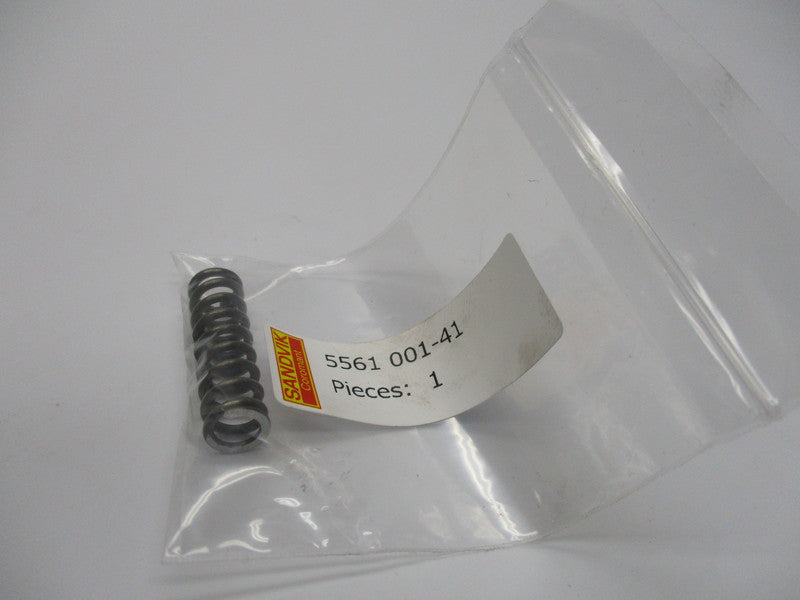 SANDVIK
Coromant
5561 001-41
Pieces: 1